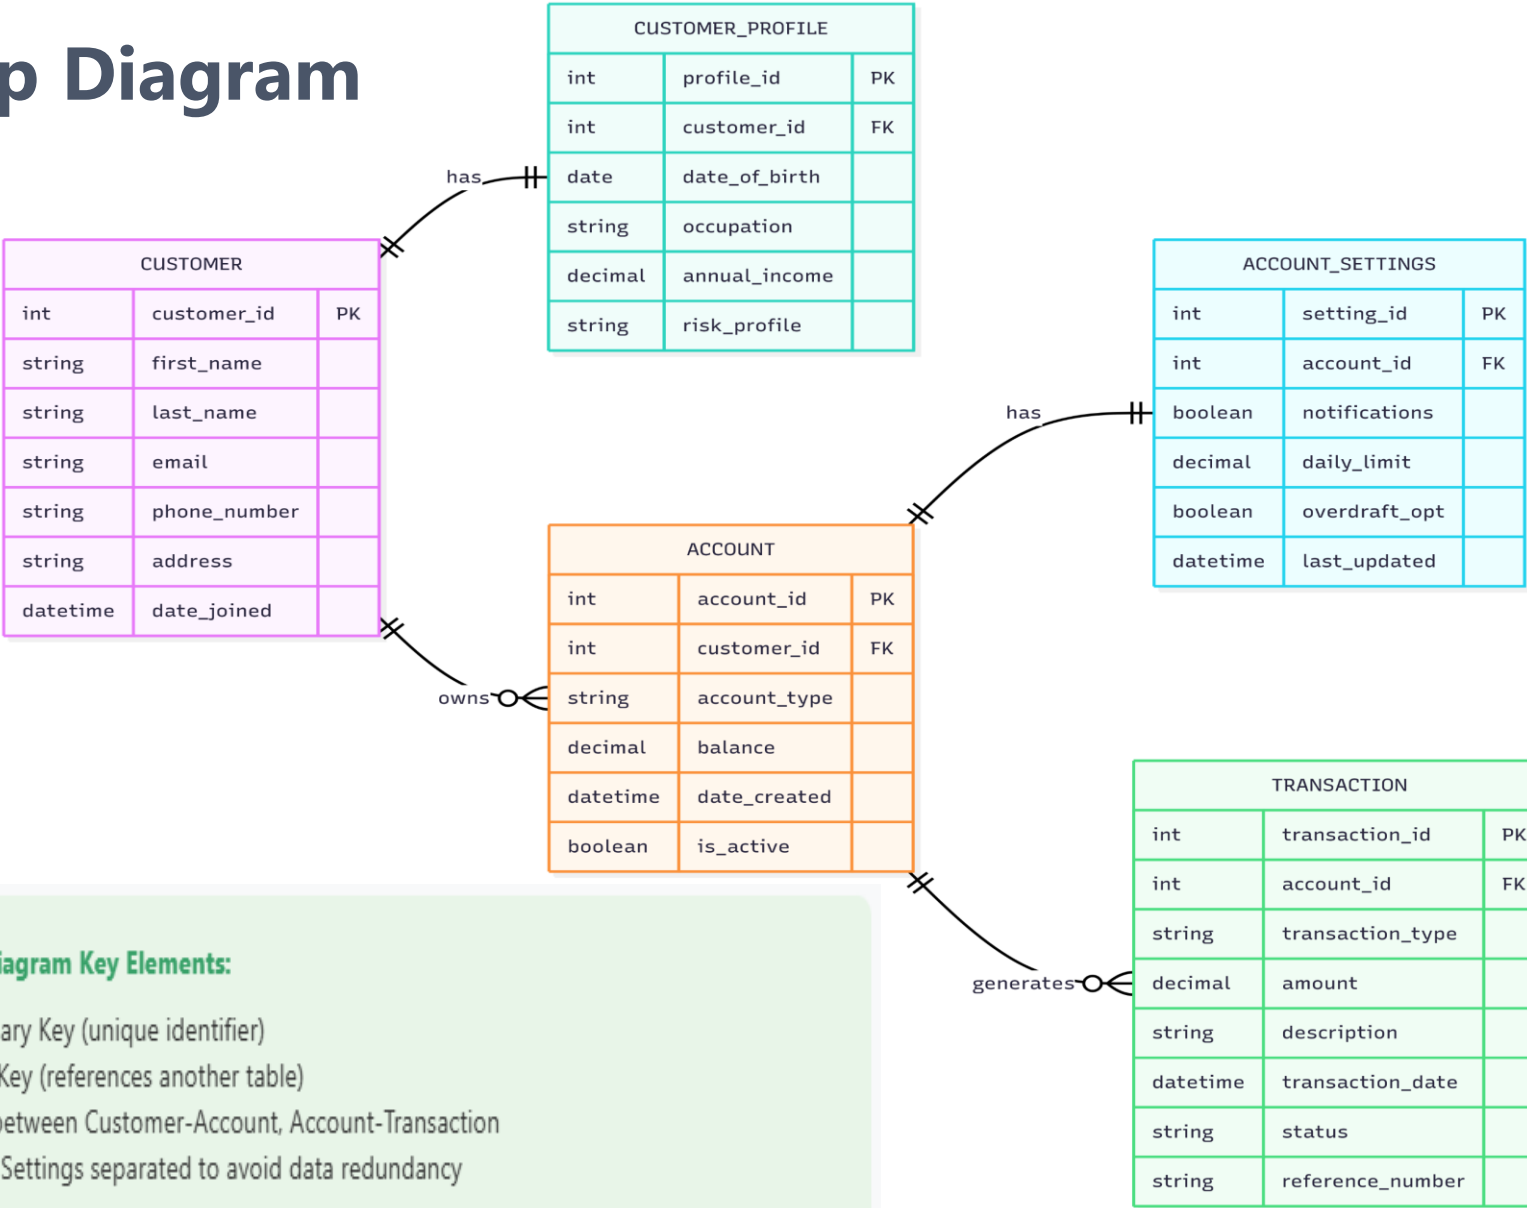 p Diagram
CUSTOMER_PROFILE
int profile_id PK
int customer_id FK
date date_of_birth
string occupation
decimal annual_income
string risk_profile
has
CUSTOMER
int customer_id PK
string first_name
string last_name
string email
string phone_number
string address
datetime date_joined
ACCOUNT_SETTINGS
int setting_id PK
int account_id FK
boolean notifications
decimal daily_limit
boolean overdraft_opt
datetime last_updated
has
ACCOUNT
int account_id PK
int customer_id FK
string account_type
decimal balance
datetime date_created
boolean is_active
owns
TRANSACTION
int transaction_id PK
int account_id FK
string transaction_type
decimal amount
string description
datetime transaction_date
string status
string reference_number
generates
iagram Key Elements:
ary Key (unique identifier)
Key (references another table)
between Customer-Account, Account-Transaction
Settings separated to avoid data redundancy